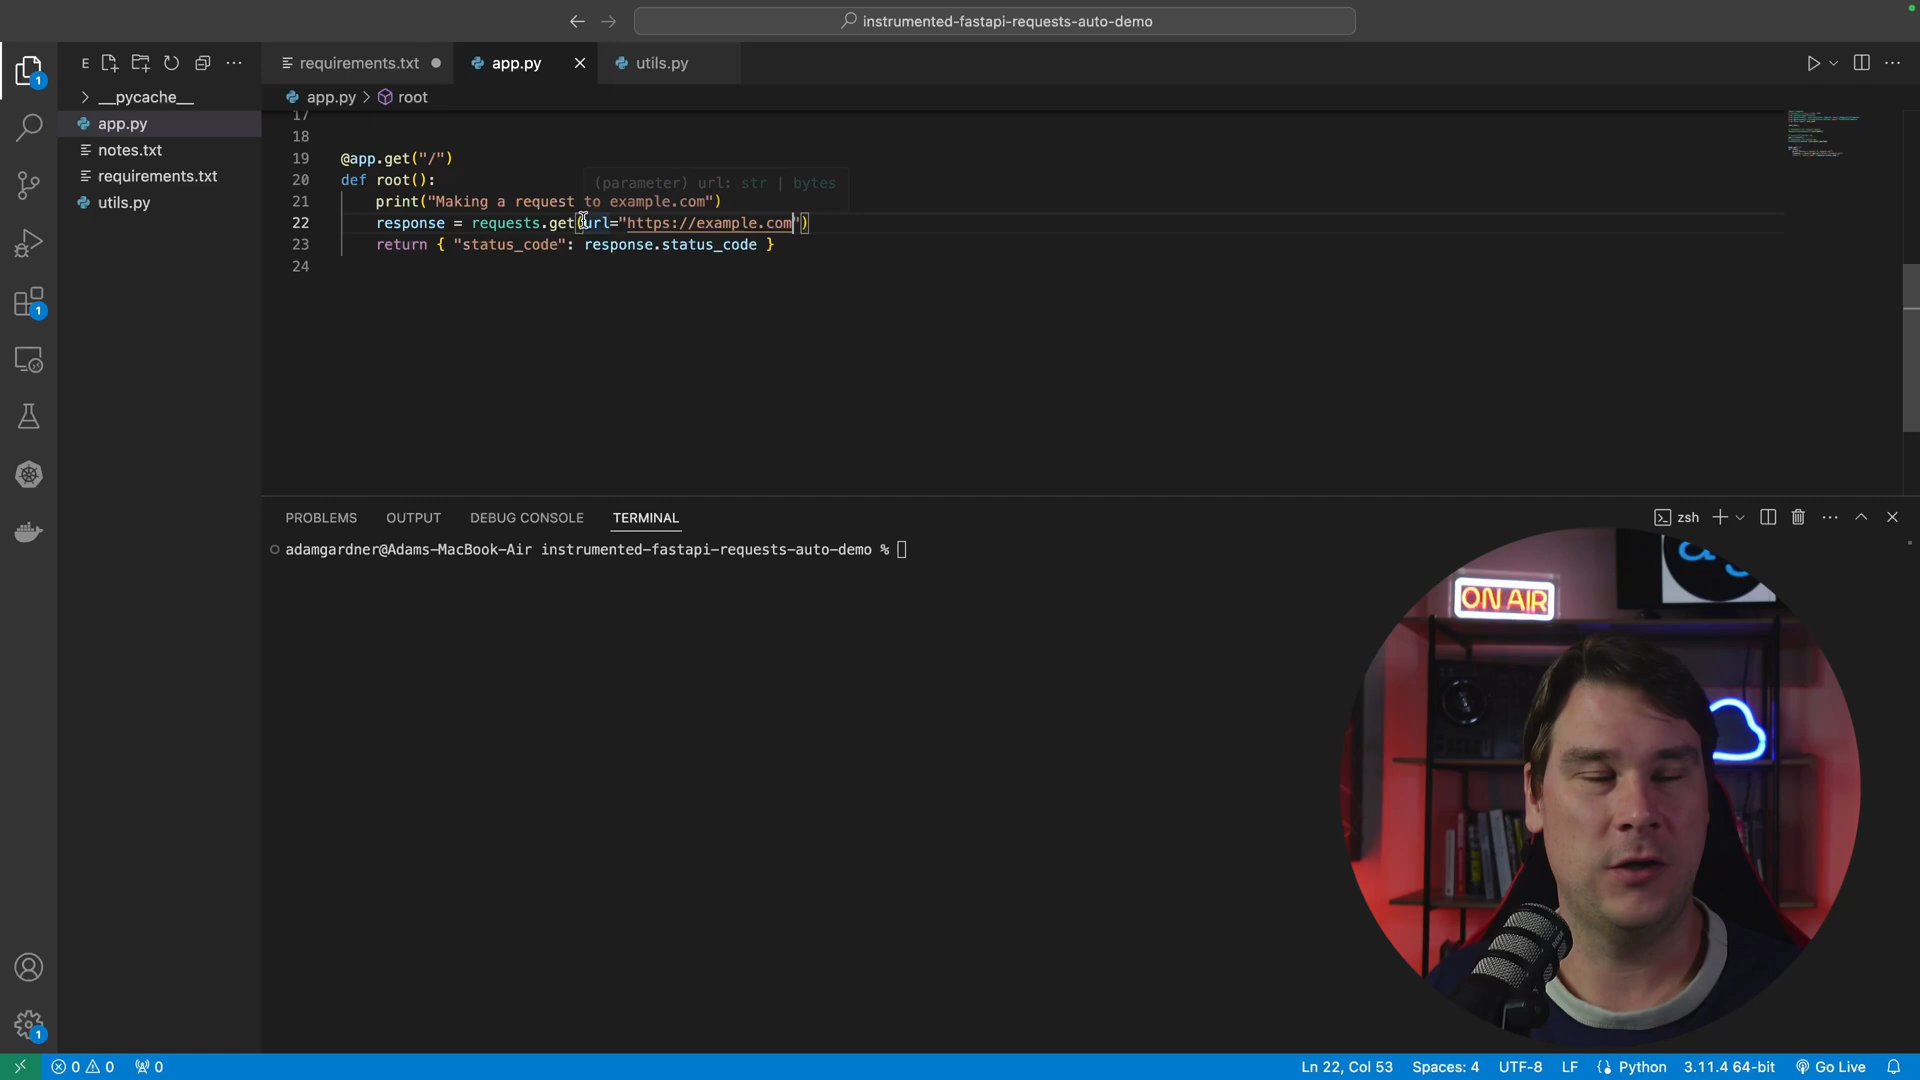 instrumented-fastapi-requests-auto-demo
1
E
requirements.txt
app.py
utils.py
__pycache__
app.py > root
app.py
notes.txt
requirements.txt
utils.py
17
18
19 @app.get("/")
20 def root():
(parameter) url: str | bytes
21 print("Making a request to example.com")
22 response = requests.get(url="https://example.com")
23 return { "status_code": response.status_code }
24
1
PROBLEMS OUTPUT DEBUG CONSOLE TERMINAL
zsh
adamgardner@Adams-MacBook-Air instrumented-fastapi-requests-auto-demo %
ON AIR
1
0 0 0
Ln 22, Col 53 Spaces: 4 UTF-8 LF Python 3.11.4 64-bit Go Live